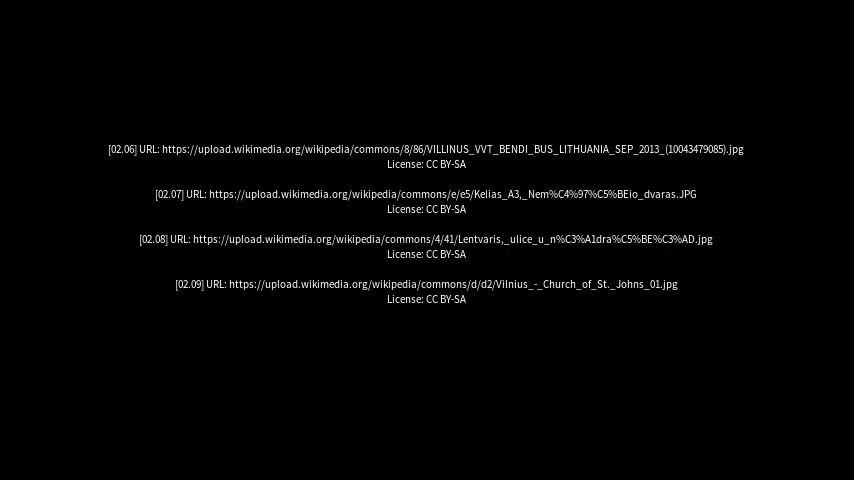 [02.06] URL: https://upload.wikimedia.org/wikipedia/commons/8/86/VILLINUS_VVT_BENDI_BUS_LITHUANIA_SEP_2013_(10043479085).jpg
License: CC BY-SA
[02.07] URL: https://upload.wikimedia.org/wikipedia/commons/e/e5/Kelias_A3,_Nem%C4%97%C5%BEio_dvaras.JPG
License: CC BY-SA
[02.08] URL: https://upload.wikimedia.org/wikipedia/commons/4/41/Lentvaris,_ulice_u_n%C3%A1dra%C5%BE%C3%AD.jpg
License: CC BY-SA
[02.09] URL: https://upload.wikimedia.org/wikipedia/commons/d/d2/Vilnius_-_Church_of_St._Johns_01.jpg
License: CC BY-SA